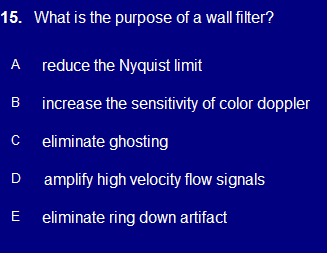 15. What is the purpose of a wall filter?
A reduce the Nyquist limit
B increase the sensitivity of color doppler
C eliminate ghosting
D amplify high velocity flow signals
E eliminate ring down artifact